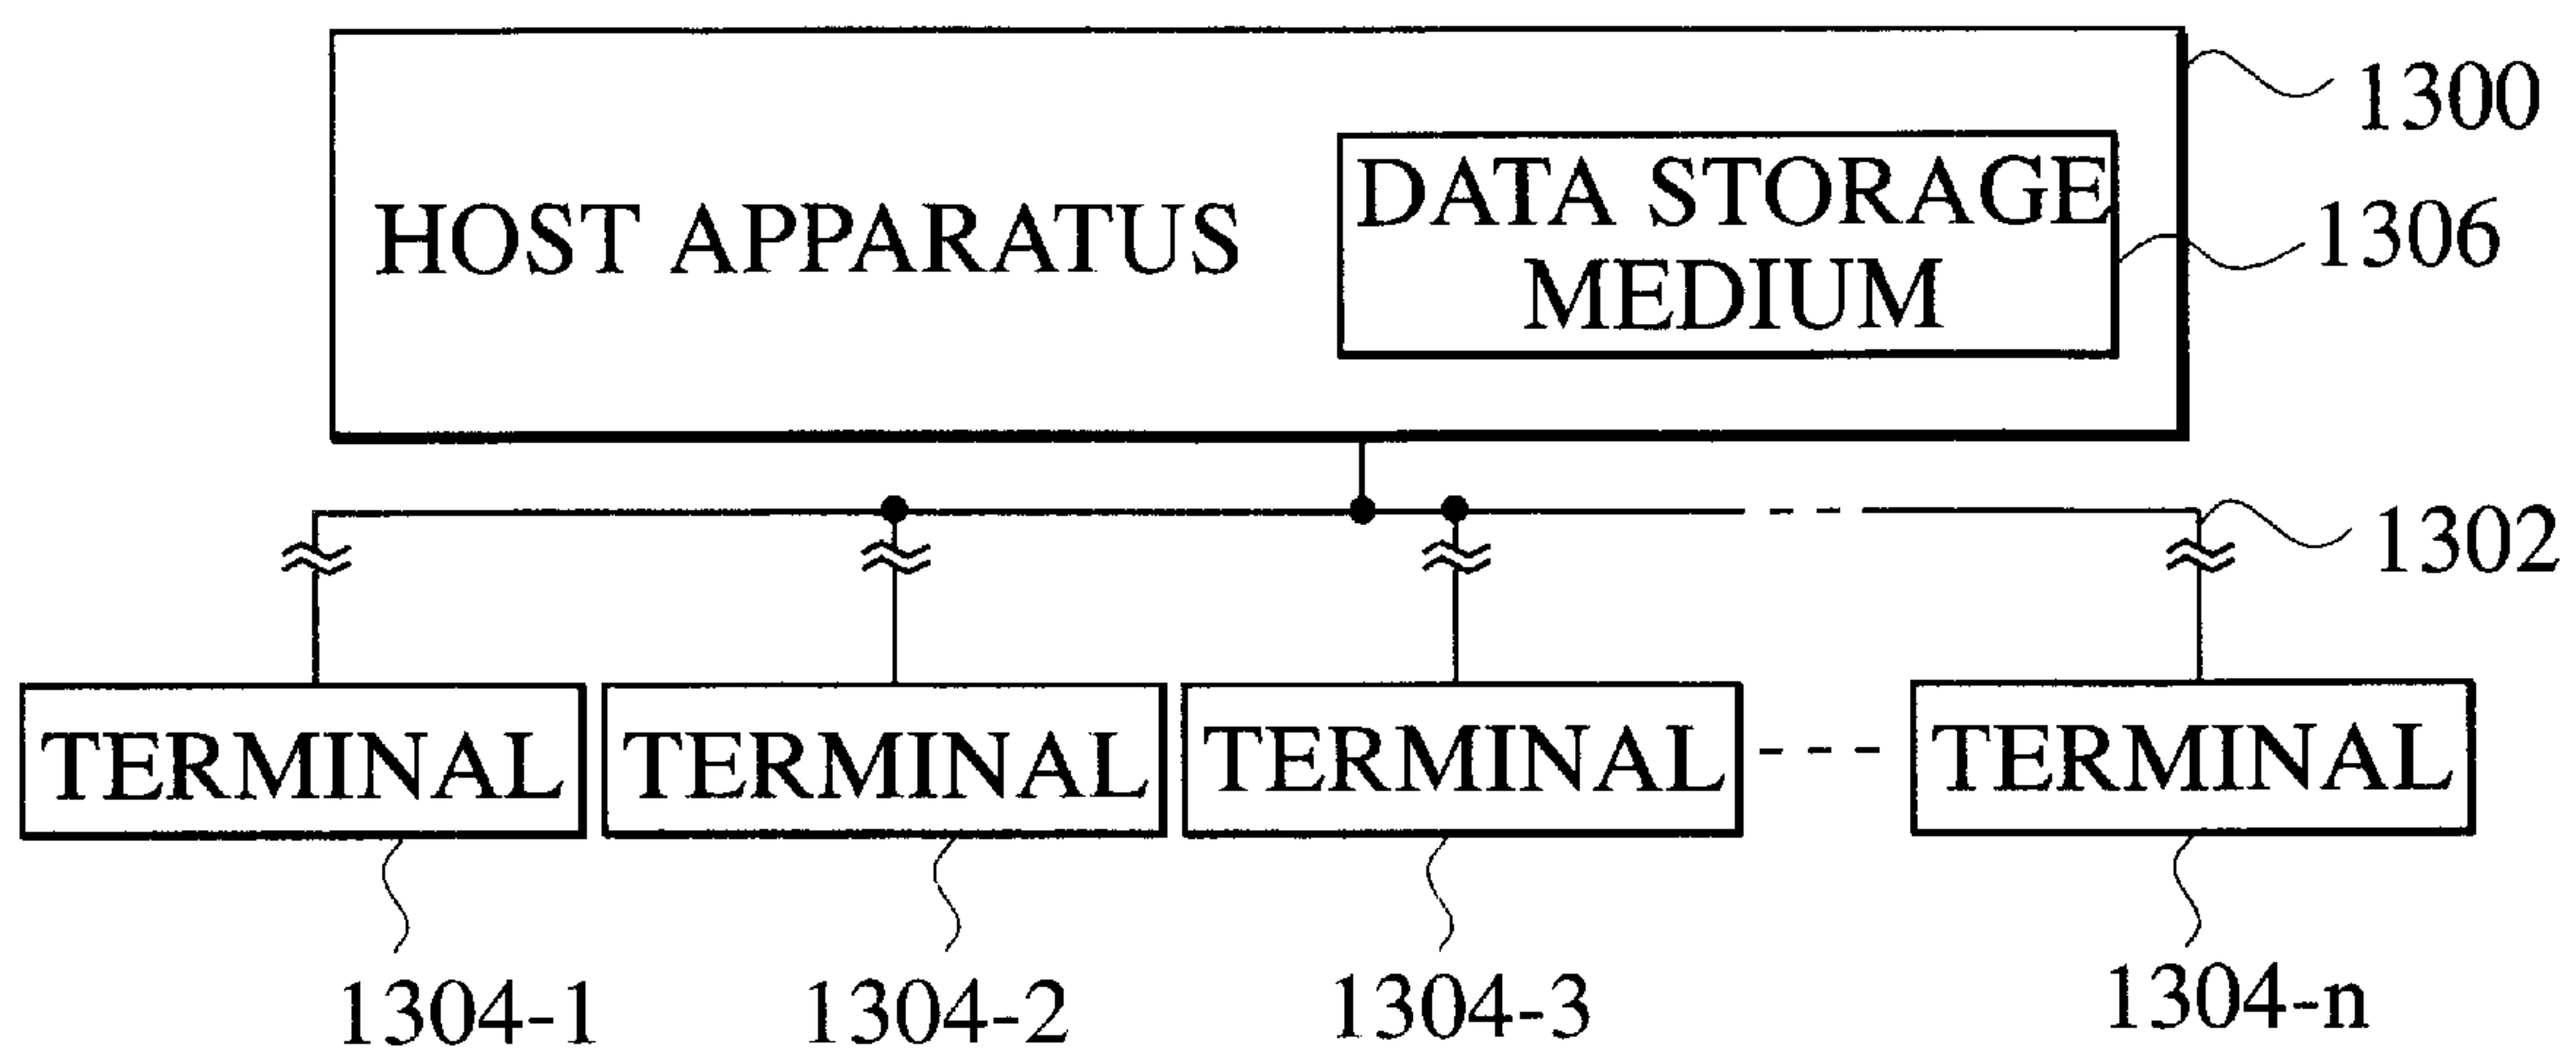 1300
DATA STORAGE
HOST APPARATUS
1306
MEDIUM
1302
TERMINAL TERMINAL TERMINAL TERMINAL
1304-1 1304-2 1304-3 1304-n